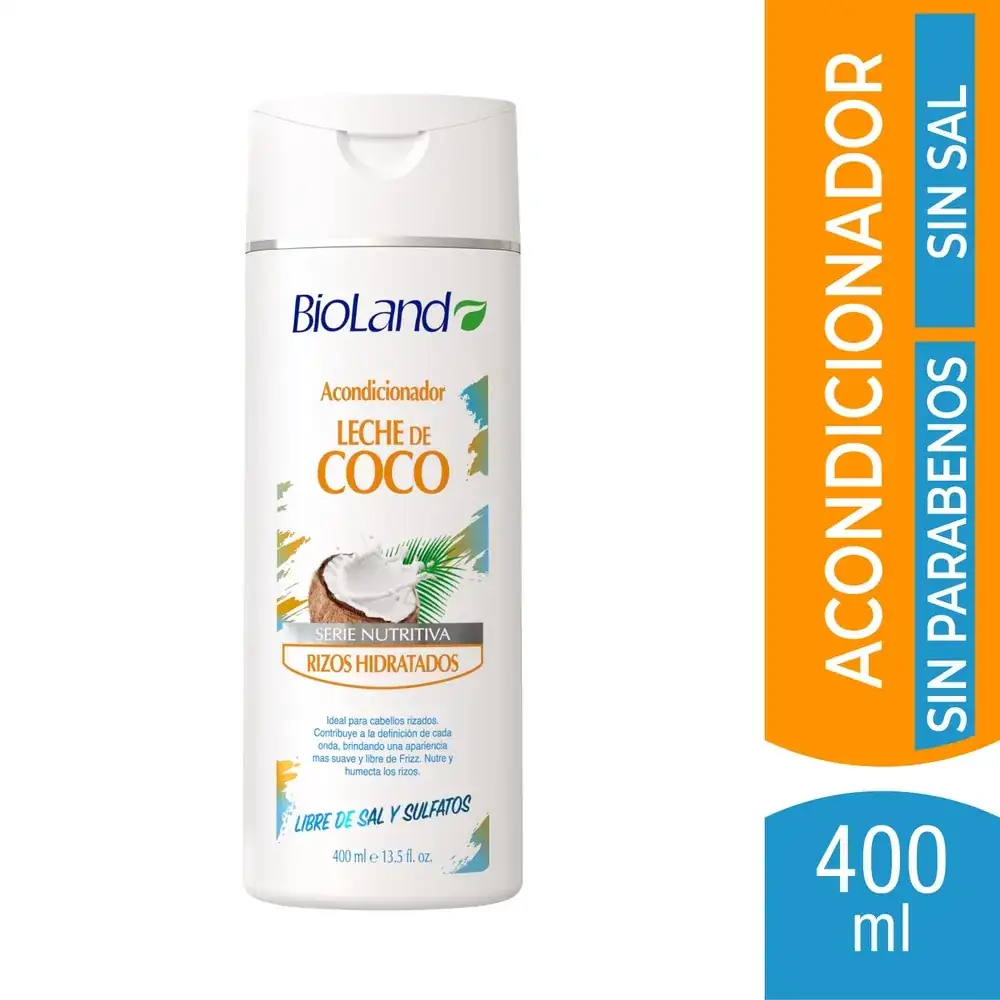 BioLand
Acondicionador
LECHE DE
COCO
SERIE NUTRITIVA
RIZOS HIDRATADOS
Ideal para cabellos rizados.
Contribuye a la definición de cada
onda, brindando una apariencia
mas suave y libre de Frizz. Nutre y
humecta los rizos.
LIBRE DE SAL Y SULFATOS
400 ml e 13.5 fl. oz.
ACONDICIONADOR
SIN PARABENOS
SIN SAL
400
ml